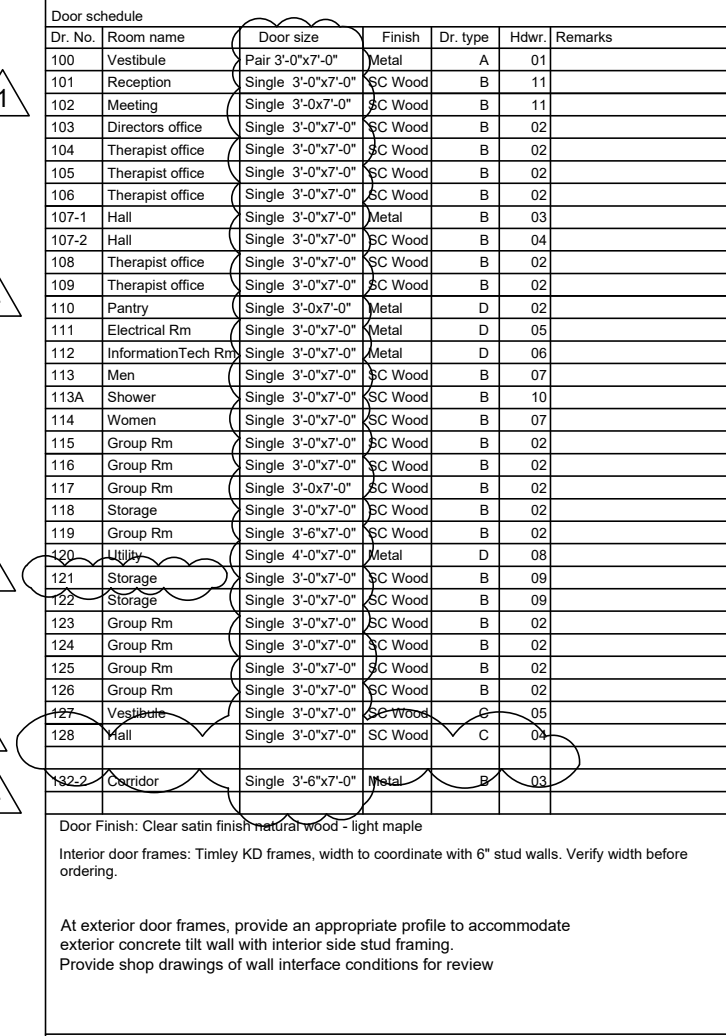 Door schedule
Dr. No. Room name Door size Finish Dr. type Hdwr. Remarks
100 Vestibule Pair 3'-0"x7'-0" Metal A 01
101 Reception Single 3'-0"x7'-0" SC Wood B 11
1
102 Meeting Single 3'-0x7'-0" SC Wood B 11
103 Directors office Single 3'-0"x7'-0" SC Wood B 02
104 Therapist office Single 3'-0"x7'-0" SC Wood B 02
105 Therapist office Single 3'-0"x7'-0" SC Wood B 02
106 Therapist office Single 3'-0"x7'-0" SC Wood B 02
107-1 Hall Single 3'-0"x7'-0" Metal B 03
107-2 Hall Single 3'-0"x7'-0" SC Wood B 04
108 Therapist office Single 3'-0"x7'-0" SC Wood B 02
109 Therapist office Single 3'-0"x7'-0" SC Wood B 02
110 Pantry Single 3'-0x7'-0" Metal D 02
111 Electrical Rm Single 3'-0"x7'-0" Metal D 05
112 InformationTech Rm Single 3'-0"x7'-0" Metal D 06
113 Men Single 3'-0"x7'-0" SC Wood B 07
113A Shower Single 3'-0"x7'-0" SC Wood B 10
114 Women Single 3'-0"x7'-0" SC Wood B 07
115 Group Rm Single 3'-0"x7'-0" SC Wood B 02
116 Group Rm Single 3'-0"x7'-0" SC Wood B 02
117 Group Rm Single 3'-0x7'-0" SC Wood B 02
118 Storage Single 3'-0"x7'-0" SC Wood B 02
119 Group Rm Single 3'-6"x7'-0" SC Wood B 02
120 Utility Single 4'-0"x7'-0" Metal D 08
121 Storage Single 3'-0"x7'-0" SC Wood B 09
122 Storage Single 3'-0"x7'-0" SC Wood B 09
123 Group Rm Single 3'-0"x7'-0" SC Wood B 02
124 Group Rm Single 3'-0"x7'-0" SC Wood B 02
125 Group Rm Single 3'-0"x7'-0" SC Wood B 02
126 Group Rm Single 3'-0"x7'-0" SC Wood B 02
127 Vestibule Single 3'-0"x7'-0" SC Wood C 05
128 Hall Single 3'-0"x7'-0" SC Wood C 04
132-2 Corridor Single 3'-6"x7'-0" Metal B 03
Door Finish: Clear satin finish natural wood - light maple
Interior door frames: Timley KD frames, width to coordinate with 6" stud walls. Verify width before
ordering.
At exterior door frames, provide an appropriate profile to accommodate
exterior concrete tilt wall with interior side stud framing.
Provide shop drawings of wall interface conditions for review